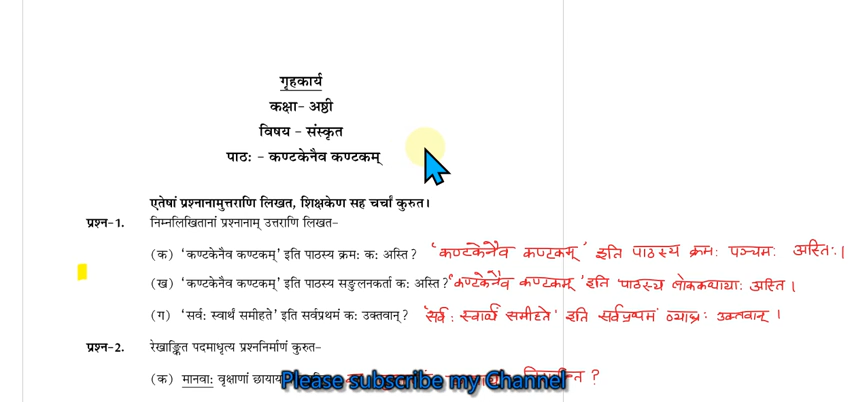 गृहकार्य
कक्षा- अष्ठी
विषय - संस्कृत
पाठः - कण्टकेनैव कण्टकम्
एतेषां प्रश्नानामुत्तराणि लिखत, शिक्षकेण सह चर्चां कुरुत।
प्रश्न-1. निम्नलिखितानां प्रश्नानाम् उत्तराणि लिखत-
(क) 'कण्टकेनैव कण्टकम्' इति पाठस्य क्रमः कः अस्ति? 'कण्टकेनैव कण्टकम्' इति पाठस्य क्रमः पञ्चमः अस्तिः।
(ख) 'कण्टकेनैव कण्टकम्' इति पाठस्य सङ्कलनकर्ता कः अस्ति? 'कण्टकेनैव कण्टकम्' इति पाठस्य लोककथायाः अस्ति।
(ग) 'सर्वः स्वार्थं समीहते' इति सर्वप्रथमं कः उक्तवान्? 'सर्वः स्वार्थं समीहते' इति सर्वप्रथमं व्याघ्रः उक्तवान्।
प्रश्न-2. रेखाङ्कित पदमाधृत्य प्रश्ननिर्माणं कुरुत-
(क) मानवाः वृक्षाणां छायायां ?
Please subscribe my Channel